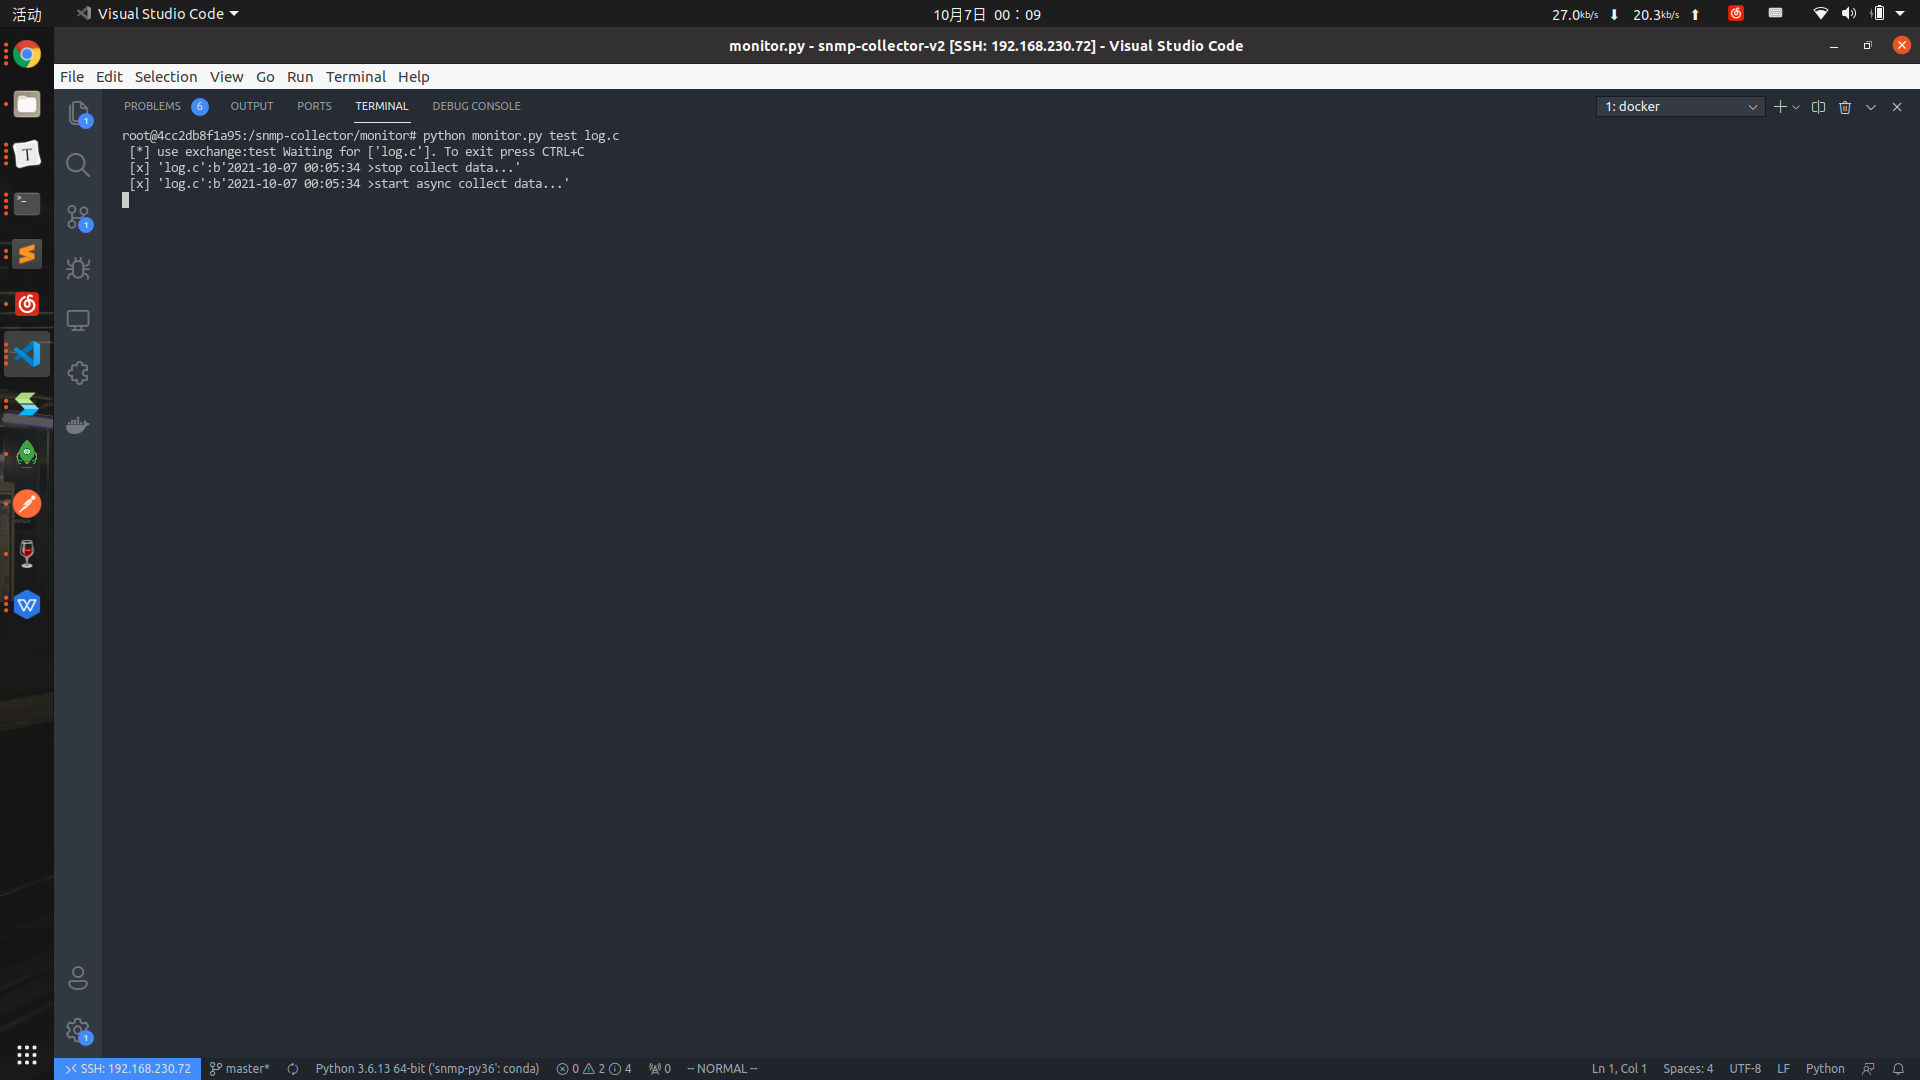 活动
Visual Studio Code
10月7日 00：09
27.0kb/s
20.3kb/s
monitor.py - snmp-collector-v2 [SSH: 192.168.230.72] - Visual Studio Code
File Edit Selection View Go Run Terminal Help
PROBLEMS 6 OUTPUT PORTS TERMINAL DEBUG CONSOLE
1: docker
root@4cc2db8f1a95:/snmp-collector/monitor# python monitor.py test log.c
[*] use exchange:test Waiting for ['log.c']. To exit press CTRL+C
[x] 'log.c':b'2021-10-07 00:05:34 >stop collect data...'
[x] 'log.c':b'2021-10-07 00:05:34 >start async collect data...'
1
1
T
W
1
SSH: 192.168.230.72 master* Python 3.6.13 64-bit ('snmp-py36': conda) 0 2 4 0 -- NORMAL --
Ln 1, Col 1 Spaces: 4 UTF-8 LF Python